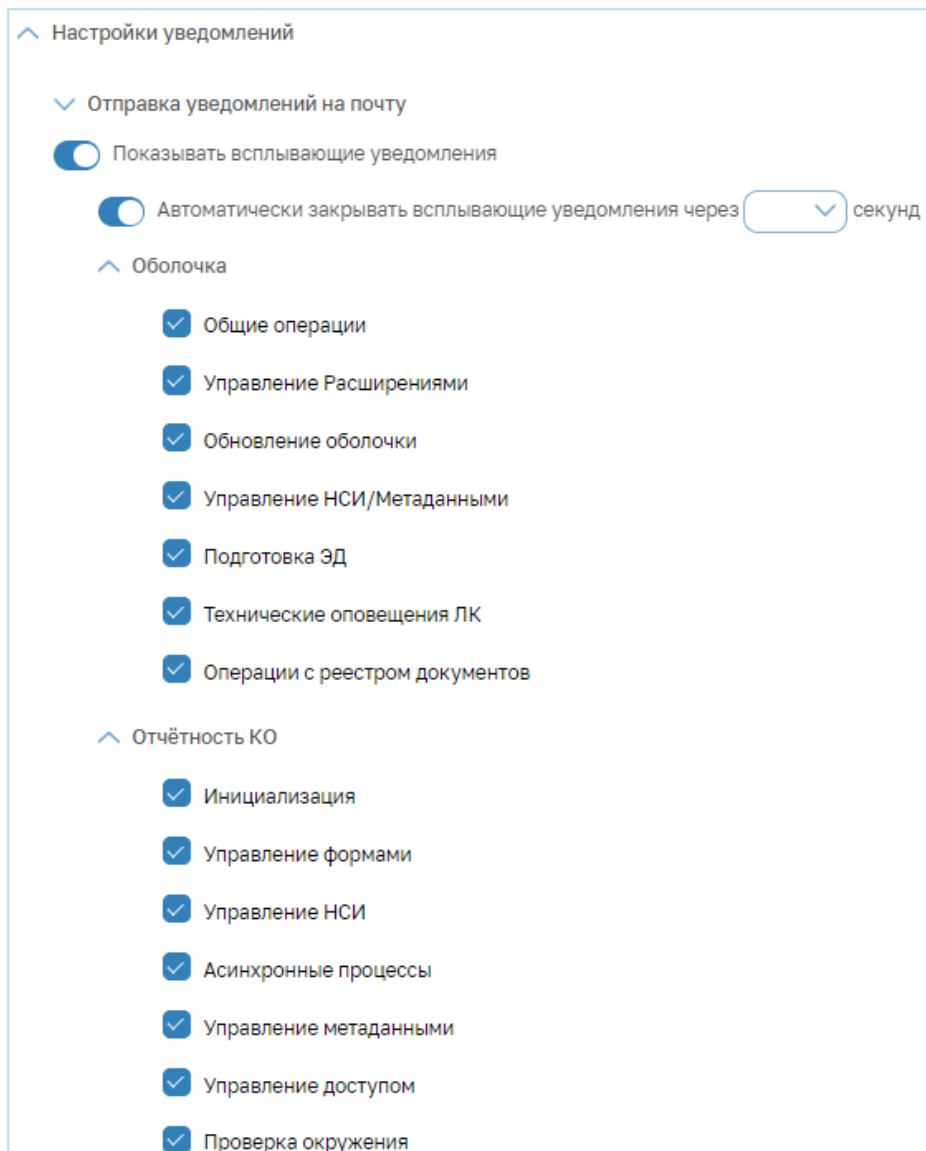 Настройки уведомлений
Отправка уведомлений на почту
Показывать всплывающие уведомления
Автоматически закрывать всплывающие уведомления через секунд
Оболочка
Общие операции
Управление Расширениями
Обновление оболочки
Управление НСИ/Метаданными
Подготовка ЭД
Технические оповещения ЛК
Операции с реестром документов
Отчётность КО
Инициализация
Управление формами
Управление НСИ
Асинхронные процессы
Управление метаданными
Управление доступом
Проверка окружения